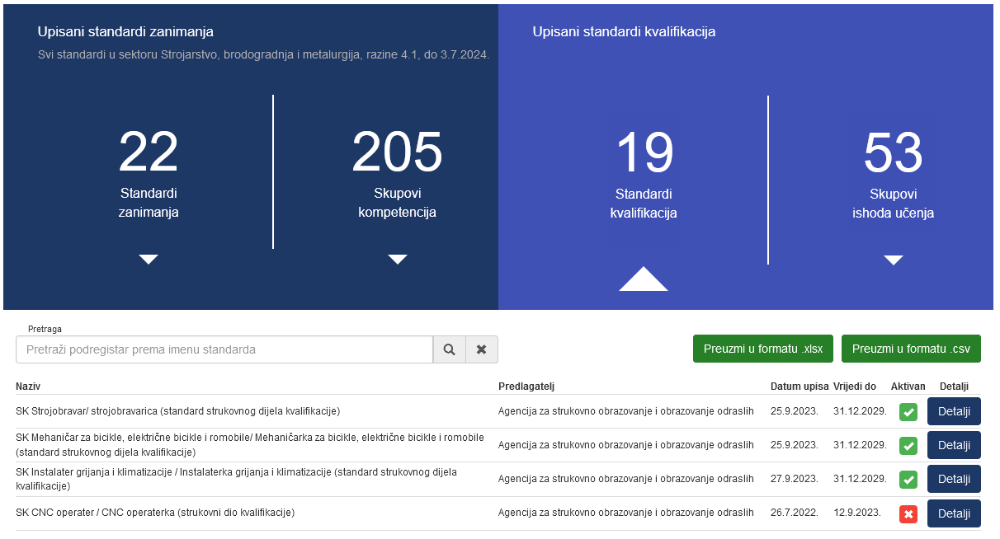 Upisani standardi zanimanja
Svi standardi u sektoru Strojarstvo, brodogradnja i metalurgija, razine 4.1, do 3.7.2024.
22
Standardi
zanimanja
205
Skupovi
kompetencija
Upisani standardi kvalifikacija
19
Standardi
kvalifikacija
53
Skupovi
ishoda učenja
Pretraga
Pretraži podregistar prema imenu standarda
Preuzmi u formatu .xlsx
Preuzmi u formatu .csv
Naziv Predlagatelj Datum upisa Vrijedi do Aktivan Detalji
SK Strojobravar/ strojobravarica (standard strukovnog dijela kvalifikacije) Agencija za strukovno obrazovanje i obrazovanje odraslih 25.9.2023. 31.12.2029. Detalji
SK Mehaničar za bicikle, električne bicikle i romobile/ Mehaničarka za bicikle, električne bicikle i romobile
(standard strukovnog dijela kvalifikacije) Agencija za strukovno obrazovanje i obrazovanje odraslih 25.9.2023. 31.12.2029. Detalji
SK Instalater grijanja i klimatizacije / Instalaterka grijanja i klimatizacije (standard strukovnog dijela
kvalifikacije) Agencija za strukovno obrazovanje i obrazovanje odraslih 27.9.2023. 31.12.2029. Detalji
SK CNC operater / CNC operaterka (strukovni dio kvalifikacije) Agencija za strukovno obrazovanje i obrazovanje odraslih 26.7.2022. 12.9.2023. Detalji